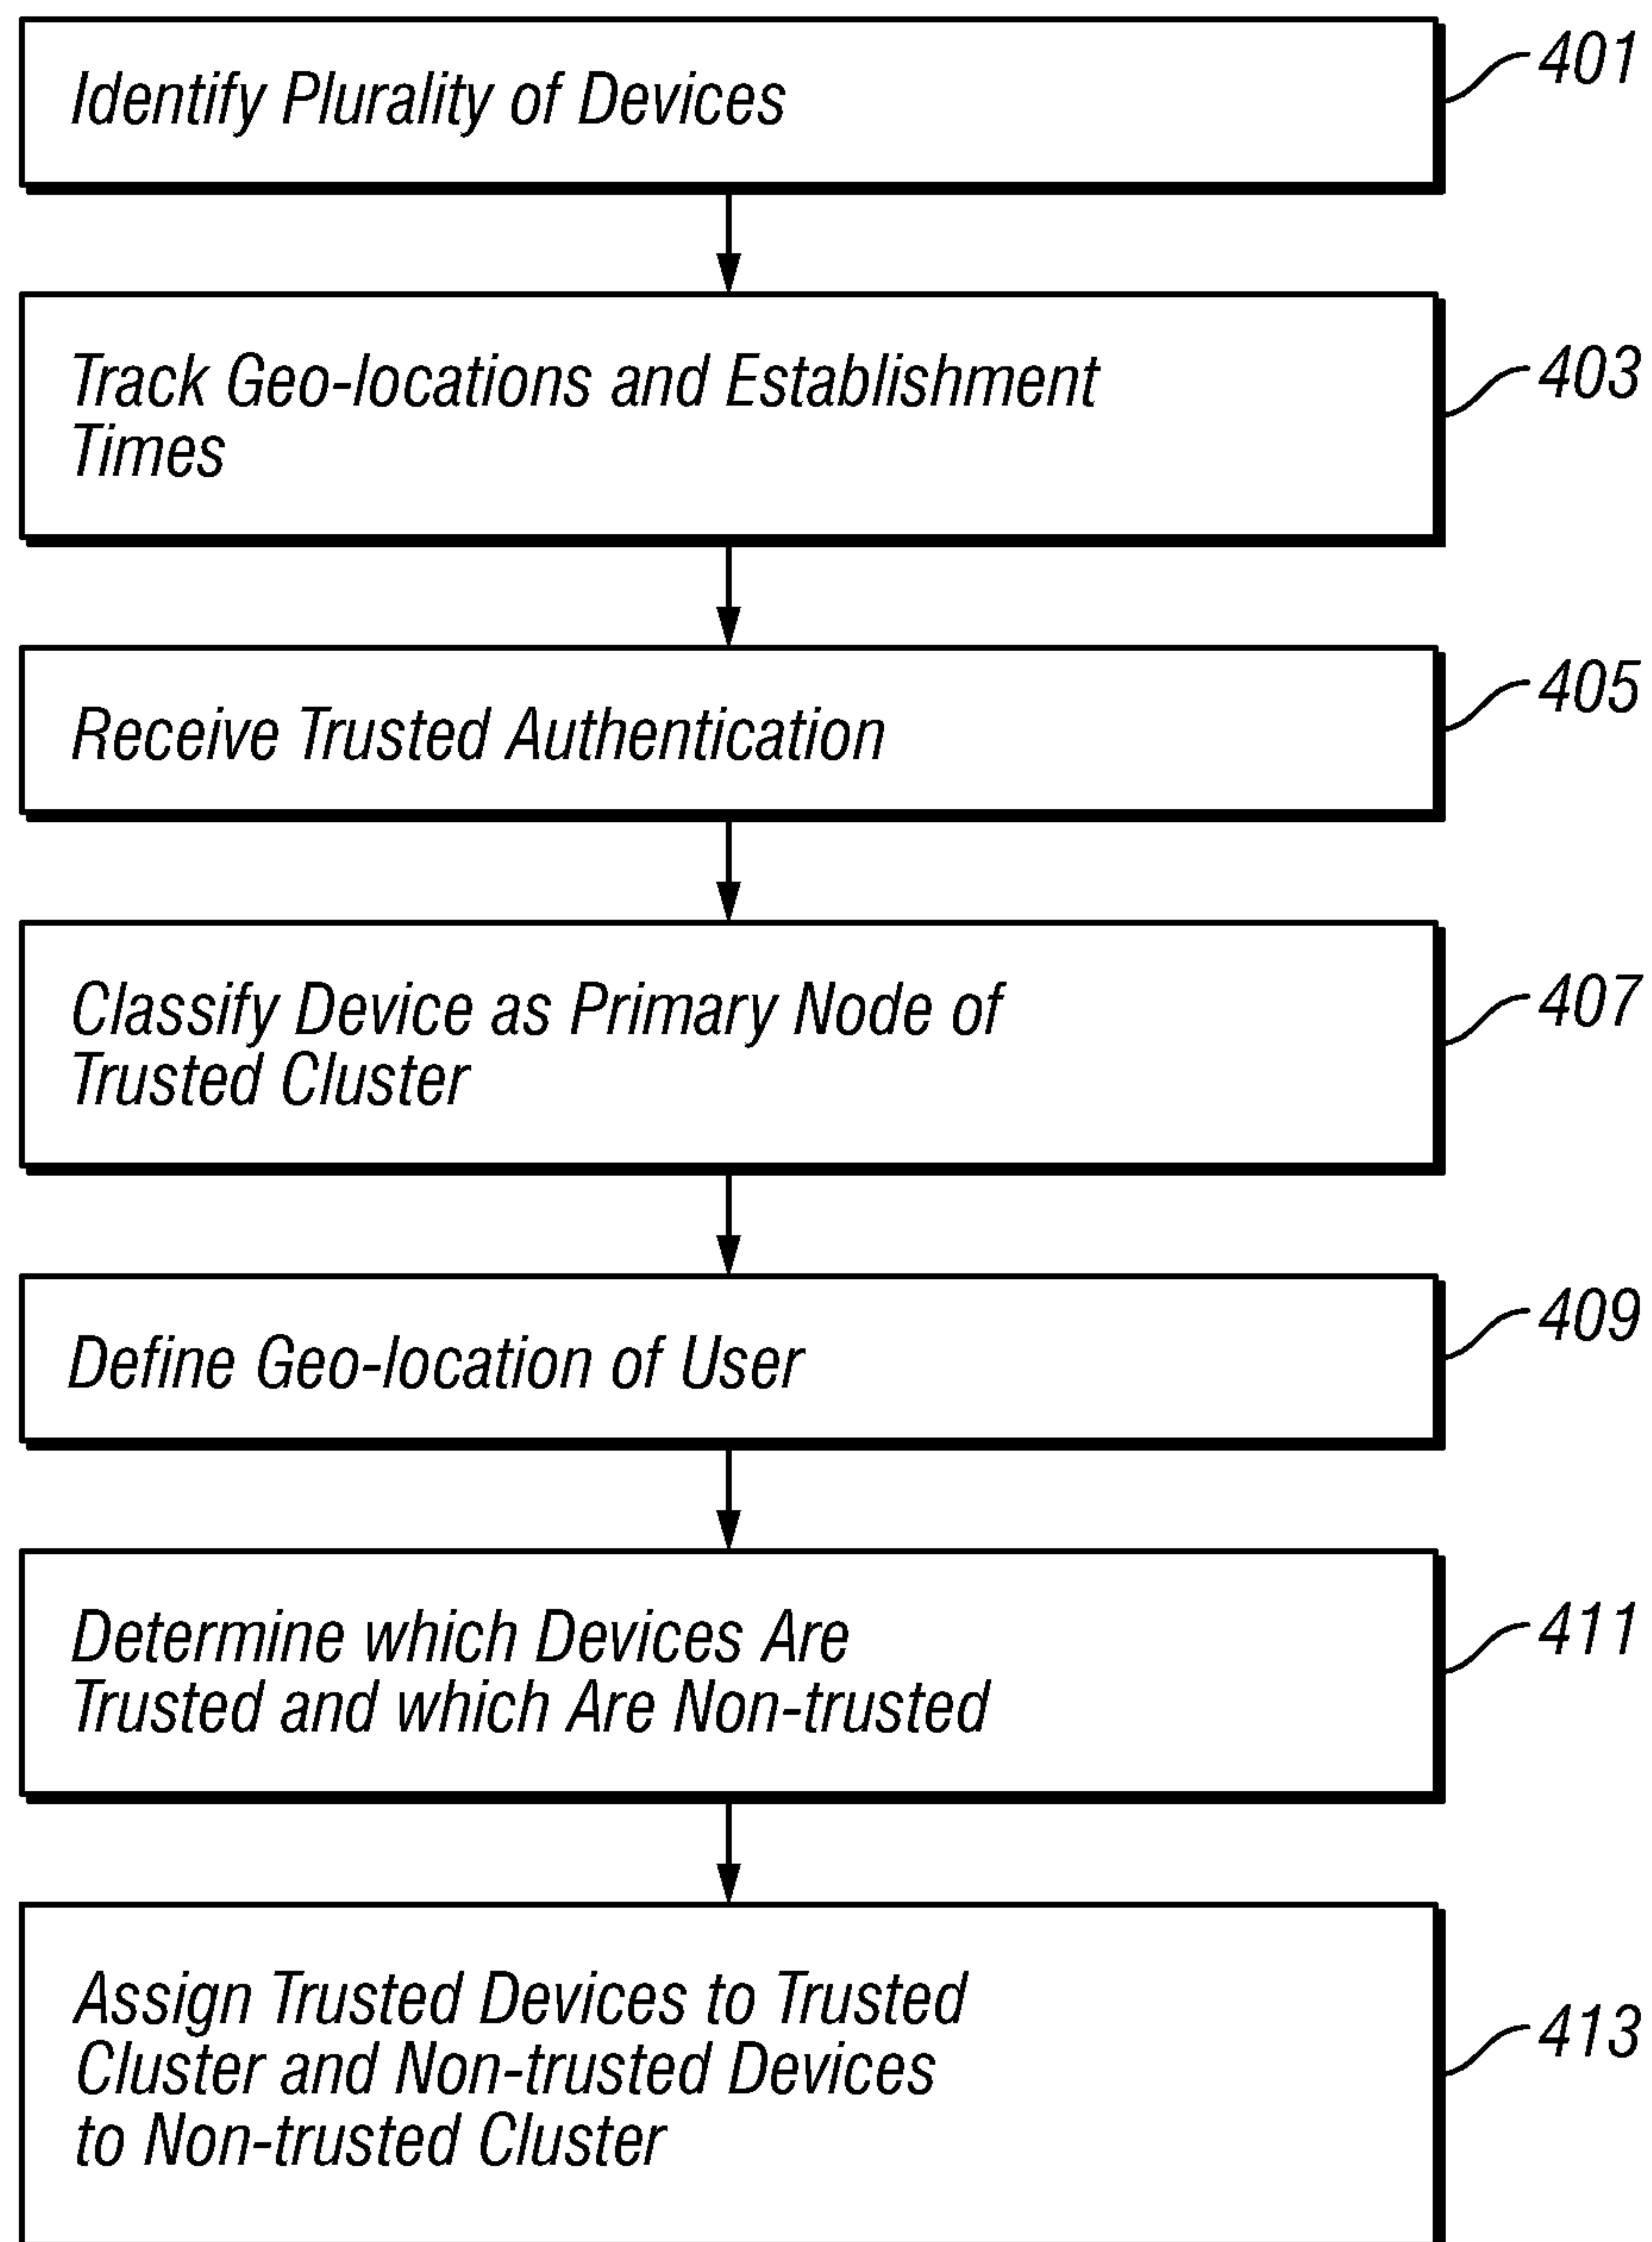 Identify Plurality of Devices
401
Track Geo-locations and Establishment
Times
403
Receive Trusted Authentication
405
Classify Device as Primary Node of
Trusted Cluster
407
Define Geo-location of User
409
Determine which Devices Are
Trusted and which Are Non-trusted
411
Assign Trusted Devices to Trusted
Cluster and Non-trusted Devices
to Non-trusted Cluster
413